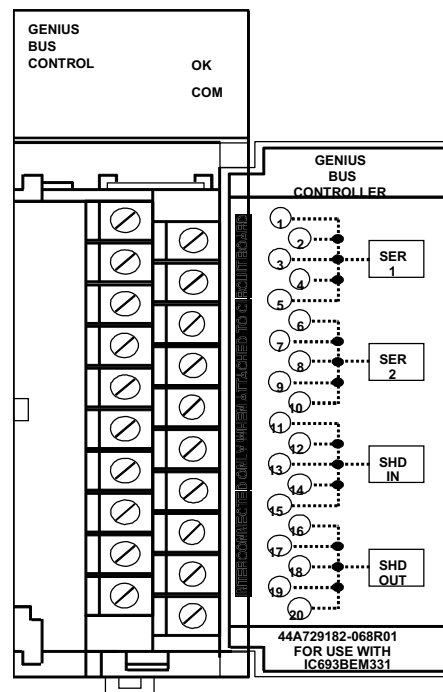 GENIUS
BUS
CONTROL
OK
COM
GENIUS
BUS
CONTROLLER
INTERCONNECTED ONLY WHEN ATTACHED TO CIRCUIT BOARD
1
2
3
4
5
SER
1
6
7
8
9
10
SER
2
11
12
13
14
15
SHD
IN
16
17
18
19
20
SHD
OUT
44A729182-068R01
FOR USE WITH
IC693BEM331